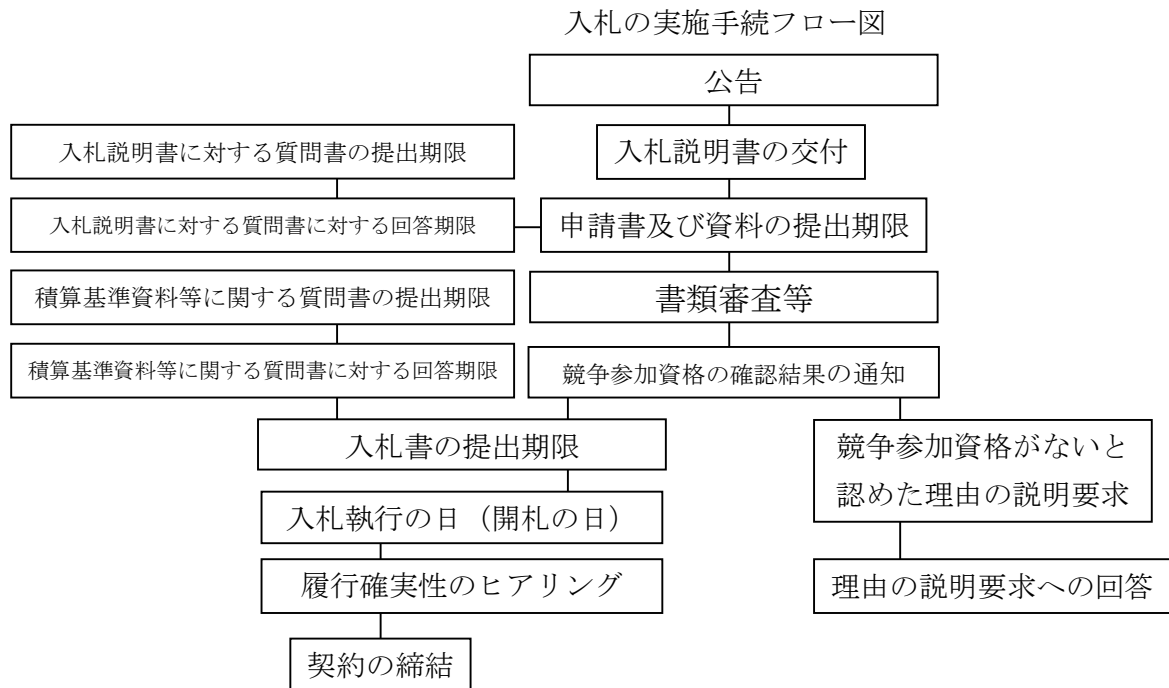 入札の実施手続フロー図
公告
入札説明書に対する質問書の提出期限
入札説明書の交付
入札説明書に対する質問書に対する回答期限
申請書及び資料の提出期限
積算基準資料等に関する質問書の提出期限
書類審査等
積算基準資料等に関する質問書に対する回答期限
競争参加資格の確認結果の通知
入札書の提出期限
競争参加資格がないと
認めた理由の説明要求
入札執行の日（開札の日）
履行確実性のヒアリング
理由の説明要求への回答
契約の締結